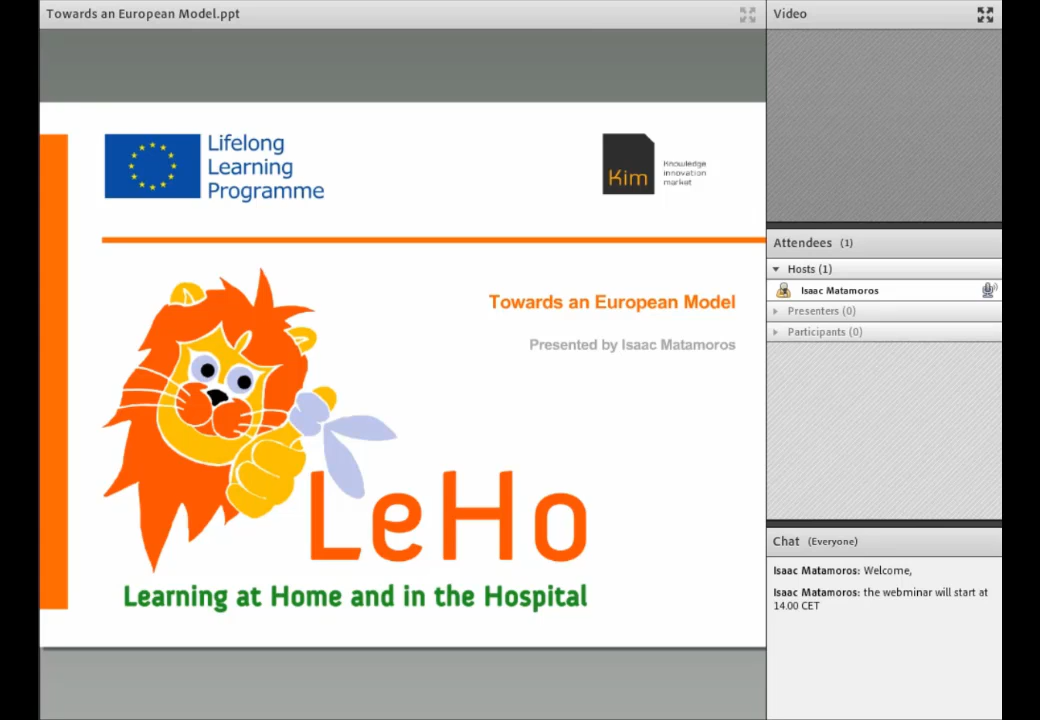 Towards an European Model.ppt
Lifelong
Learning
Programme
Kim
Knowledge
innovation
market
Towards an European Model
Presented by Isaac Matamoros
LeHo
Learning at Home and in the Hospital
Video
Attendees (1)
Hosts (1)
Isaac Matamoros
Presenters (0)
Participants (0)
Chat (Everyone)
Isaac Matamoros: Welcome,
Isaac Matamoros: the webminar will start at
14.00 CET